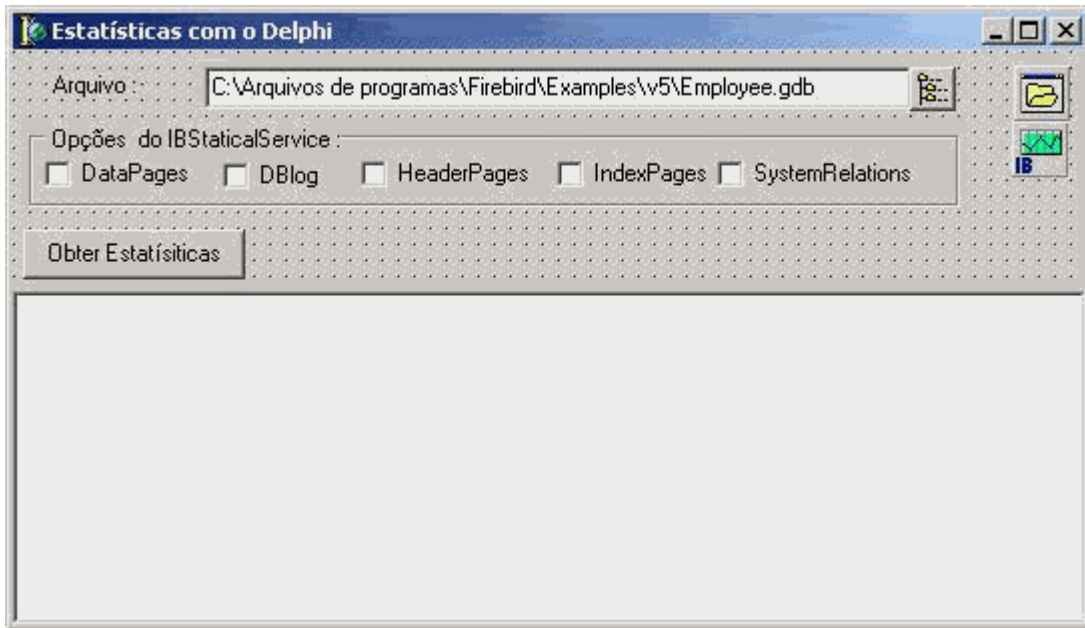 Estatísticas com o Delphi
Arquivo : C:\Arquivos de programas\Firebird\Examples\v5\Employee.gdb
Opções do IBStaticalService :
DataPages DBlog HeaderPages IndexPages SystemRelations
IB
Obter Estatísiticas